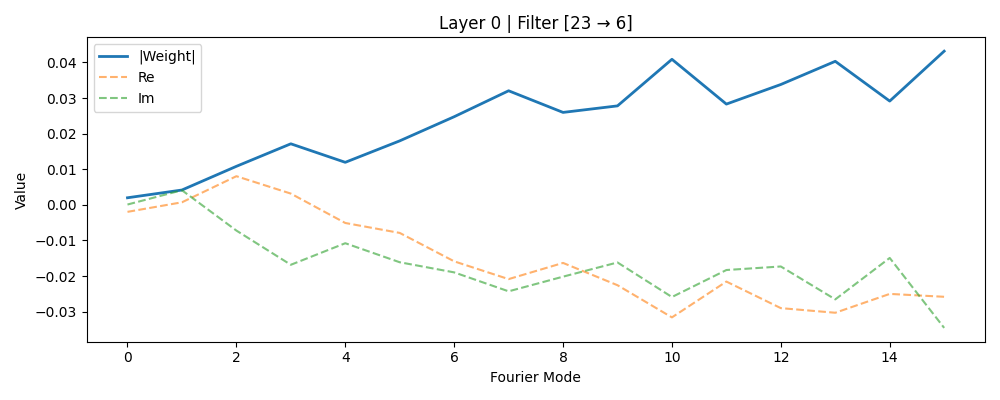 Layer 0 | Filter [23 → 6]
|Weight|
Re
Im
Value
0.04
0.03
0.02
0.01
0.00
−0.01
−0.02
−0.03
0 2 4 6 8 10 12 14
Fourier Mode